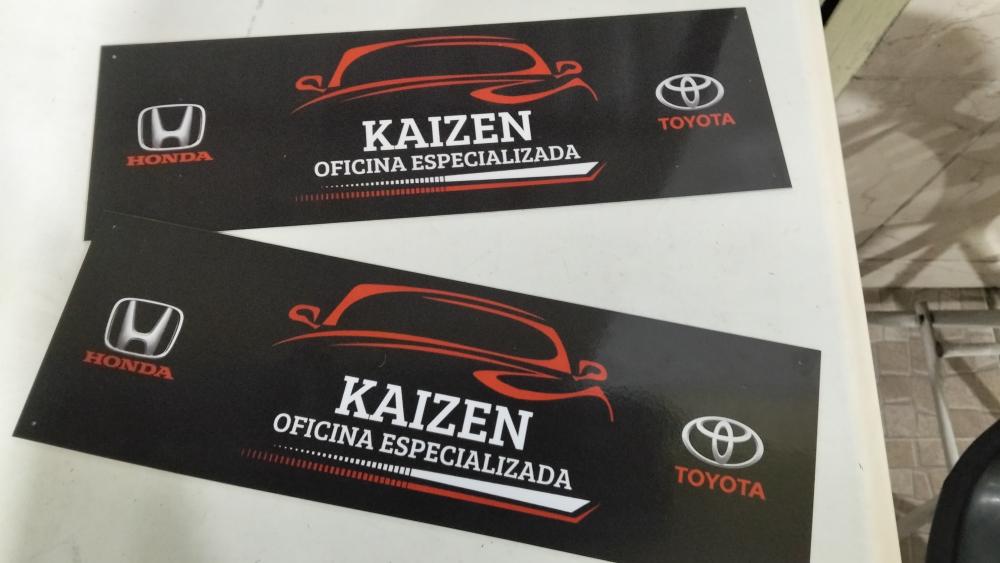 KAIZEN
OFICINA ESPECIALIZADA
HONDA
TOYOTA
KAIZEN
OFICINA ESPECIALIZADA
HONDA
TOYOTA